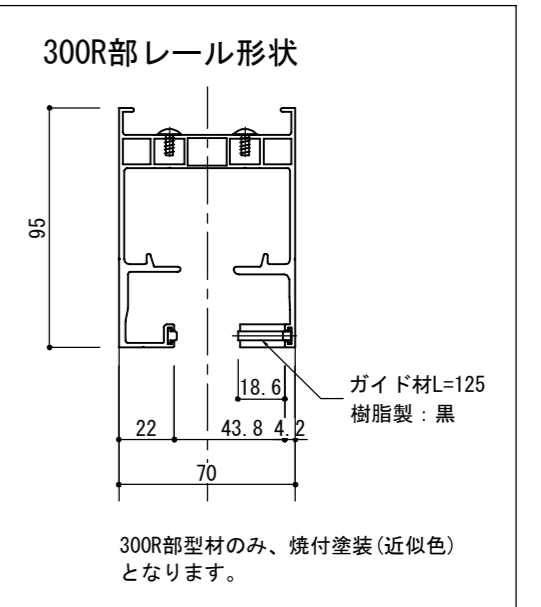 300R部レール形状
95
18.6
ガイド材L=125
樹脂製：黒
22
43.8
4.2
70
300R部型材のみ、焼付塗装(近似色)
となります。